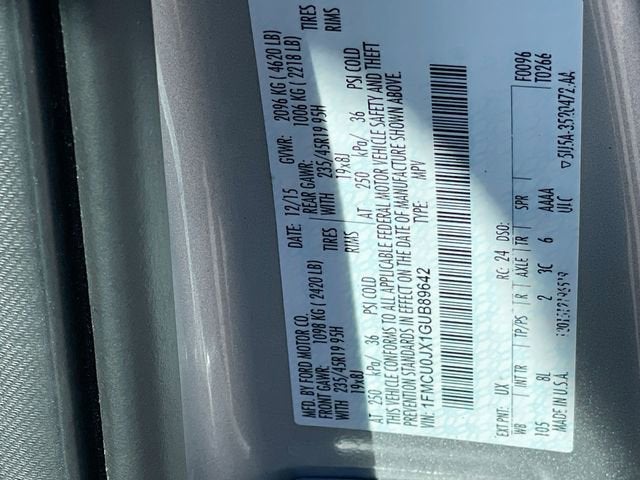 MFD. BY FORD MOTOR CO. DATE: 12/15 GVWR: 2096 KG ( 4620 LB)
FRONT GAWR: 1098 KG ( 2420 LB) REAR GAWR: 1006 KG ( 2218 LB)
WITH 235/45R19 95H TIRES WITH 235/45R19 95H TIRES
19x8J RIMS 19x8J RIMS
AT 250 kPa/ 36 PSI COLD AT 250 kPa/ 36 PSI COLD
THIS VEHICLE CONFORMS TO ALL APPLICABLE FEDERAL MOTOR VEHICLE SAFETY AND THEFT
PREVENTION STANDARDS IN EFFECT ON THE DATE OF MANUFACTURE SHOWN ABOVE.
VIN: 1FMCU0JX1GUB89642 TYPE: MPV
F0096
EXT PNT: UX RC: 24 DSO: T0266
WB INT TR TP/PS R AXLE TR SPR
105 8L 2 3C 6 AAAA
MADE IN U.S.A. UTC ▽5U5A-3520472-AA